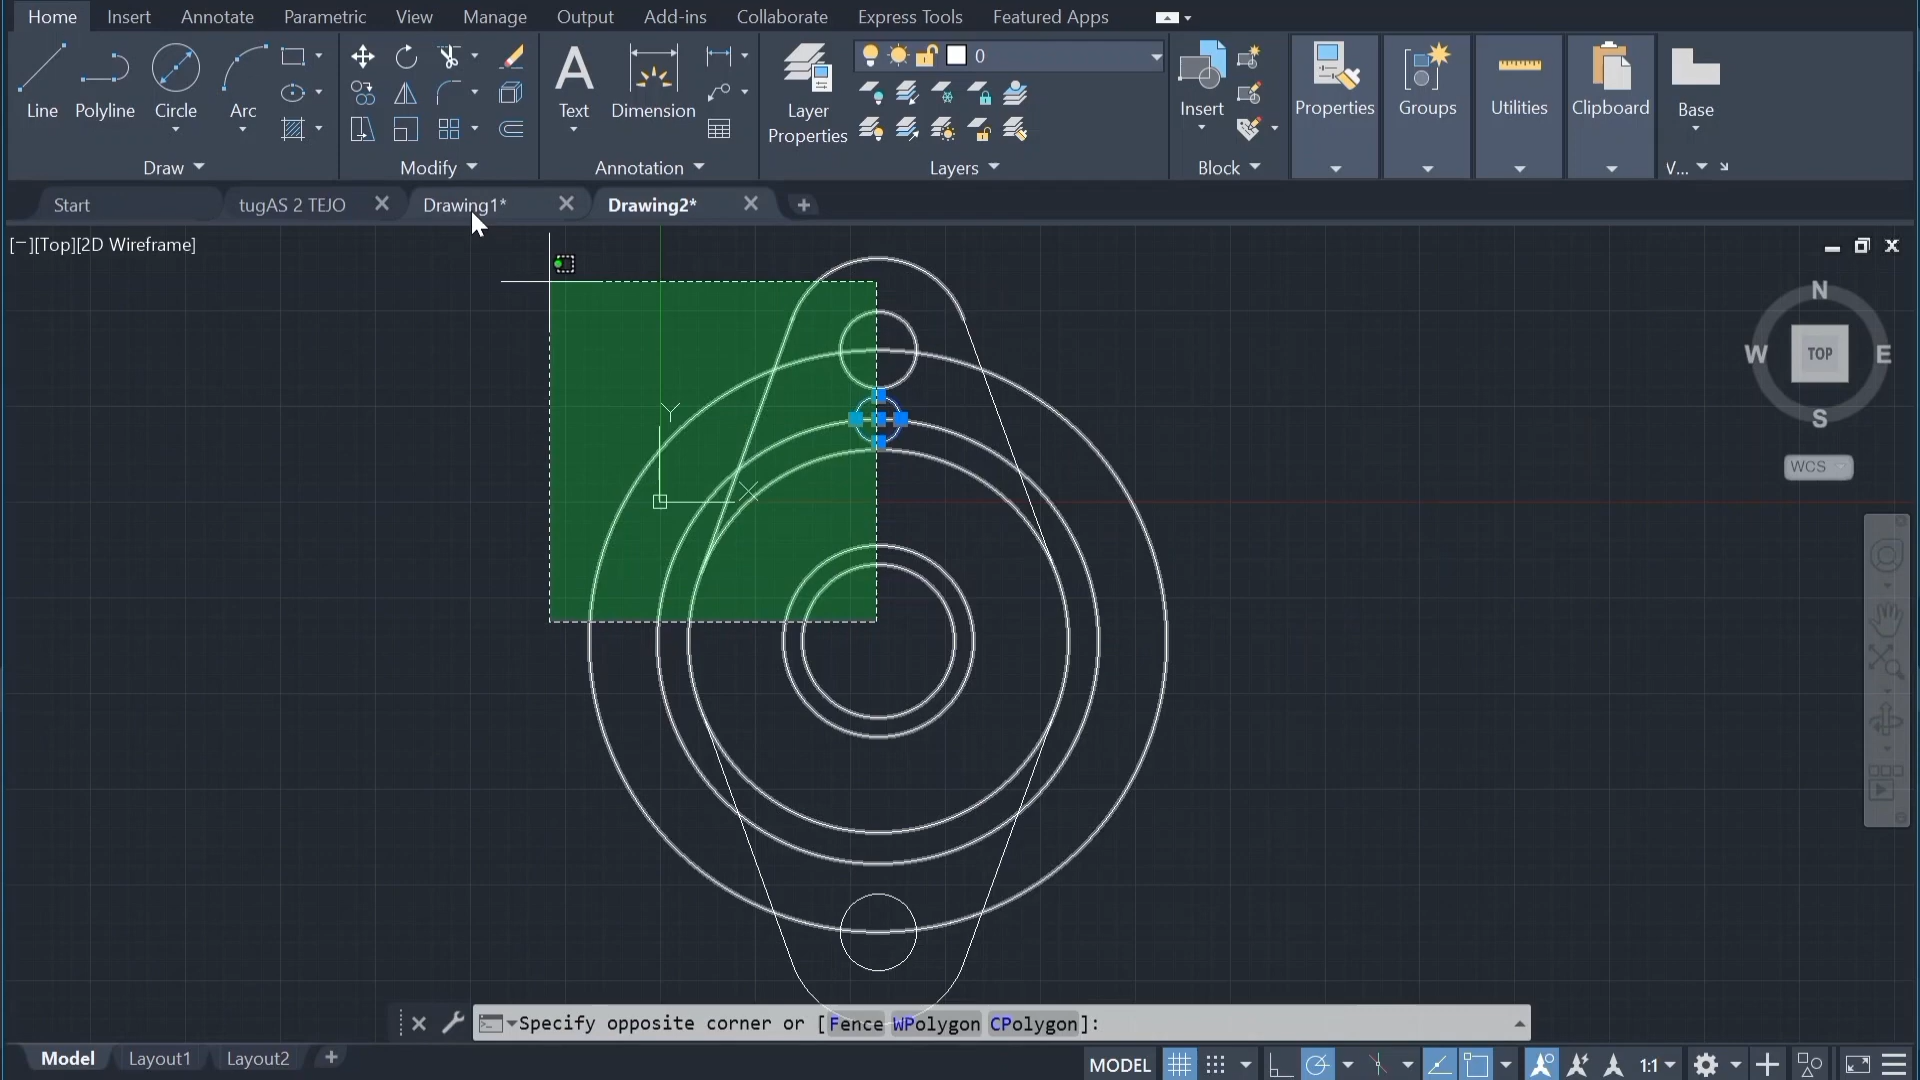 Home Insert Annotate Parametric View Manage Output Add-ins Collaborate Express Tools Featured Apps
0
Line Polyline Circle Arc Text Dimension Layer Properties Insert Properties Groups Utilities Clipboard Base
Draw Modify Annotation Layers Block V...
Start tugAS 2 TEJO Drawing1* Drawing2*
[−][Top][2D Wireframe]
N
W TOP E
S
WCS
Y
X
Specify opposite corner or [Fence WPolygon CPolygon]:
Model Layout1 Layout2 MODEL 1:1